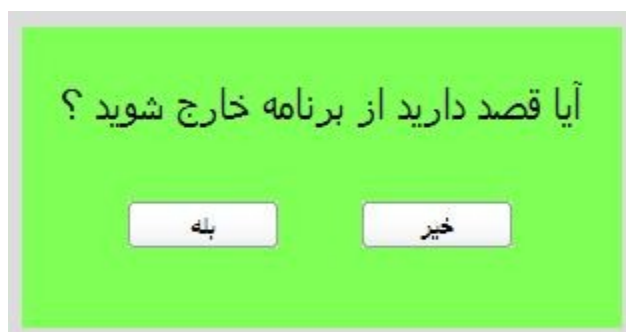 آیا قصد دارید از برنامه خارج شوید ؟
خیر
بله